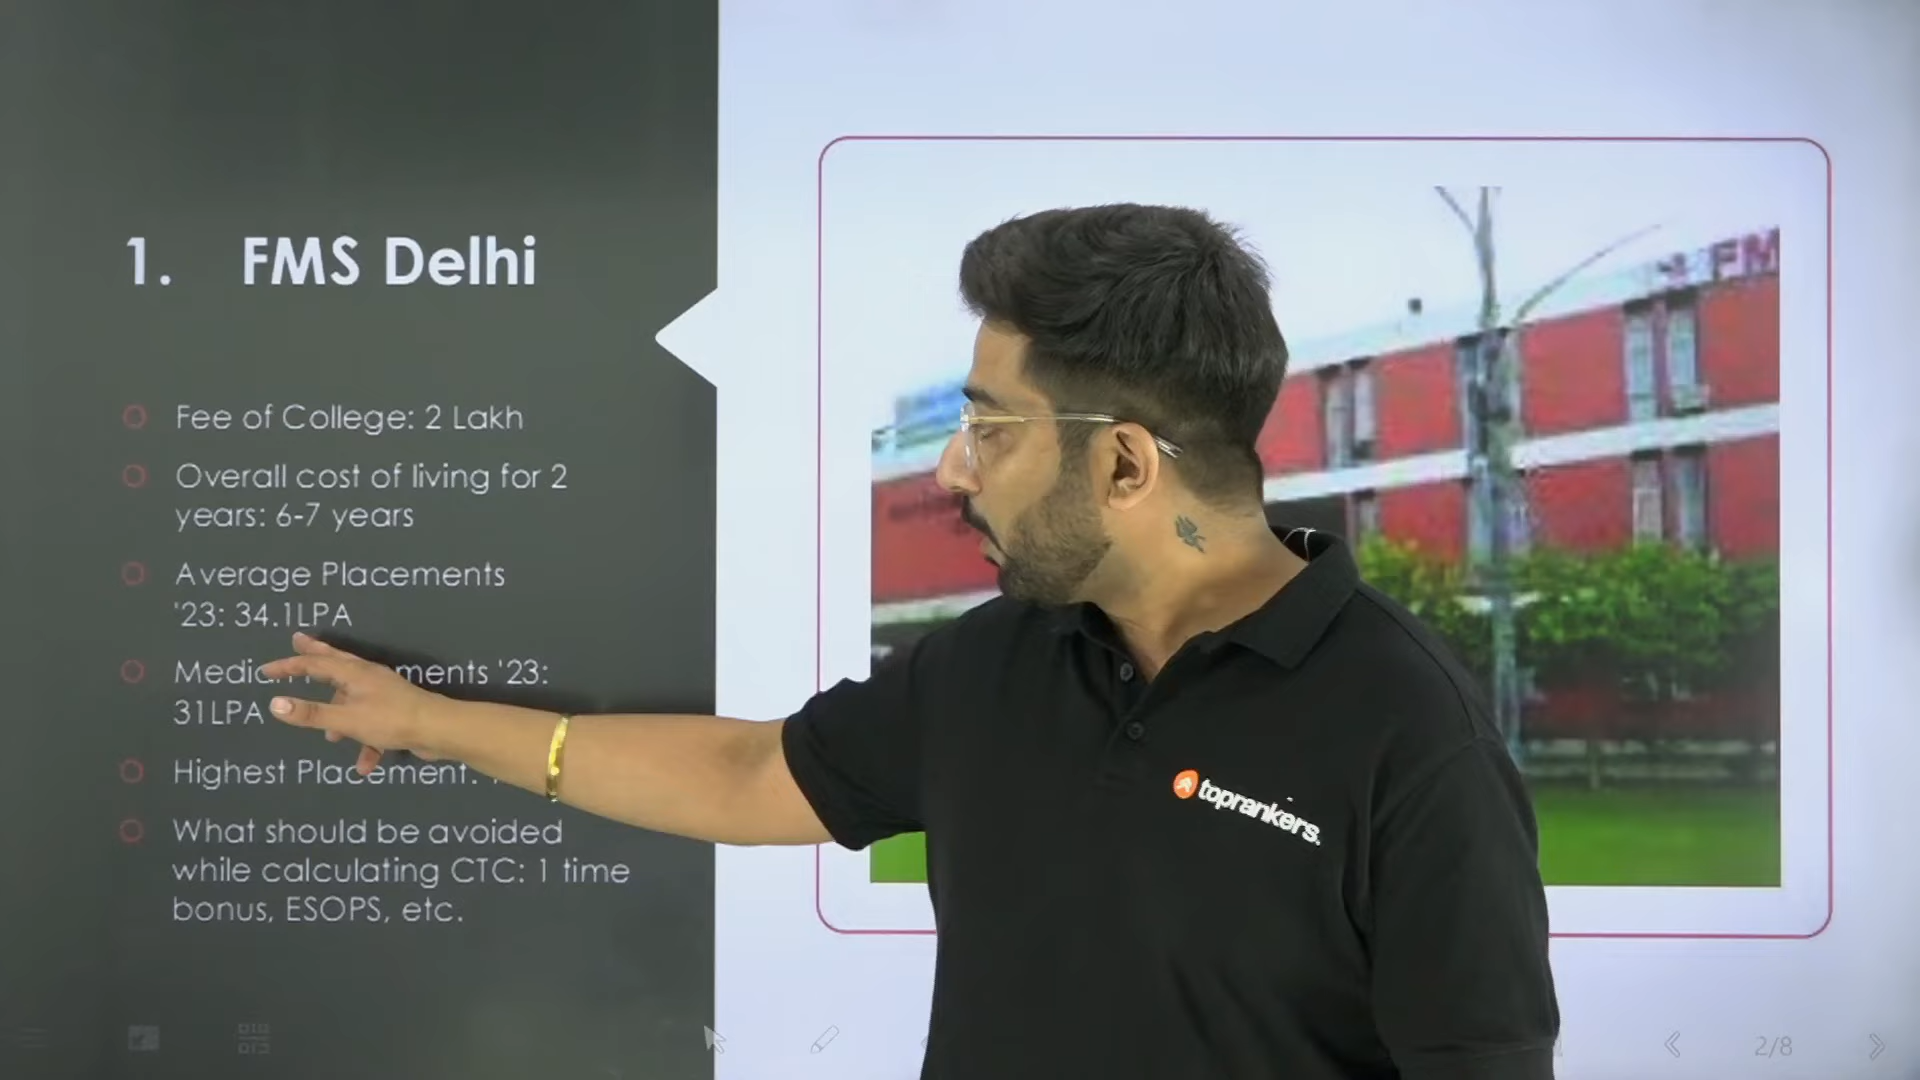 1. FMS Delhi
FM
Fee of College: 2 Lakh
Overall cost of living for 2
years: 6-7 years
Average Placements
'23: 34.1LPA
'23:
31LPA
Highest Placement:
What should be avoided
while calculating CTC: 1 time
bonus, ESOPS, etc.
toprankers.
2/8